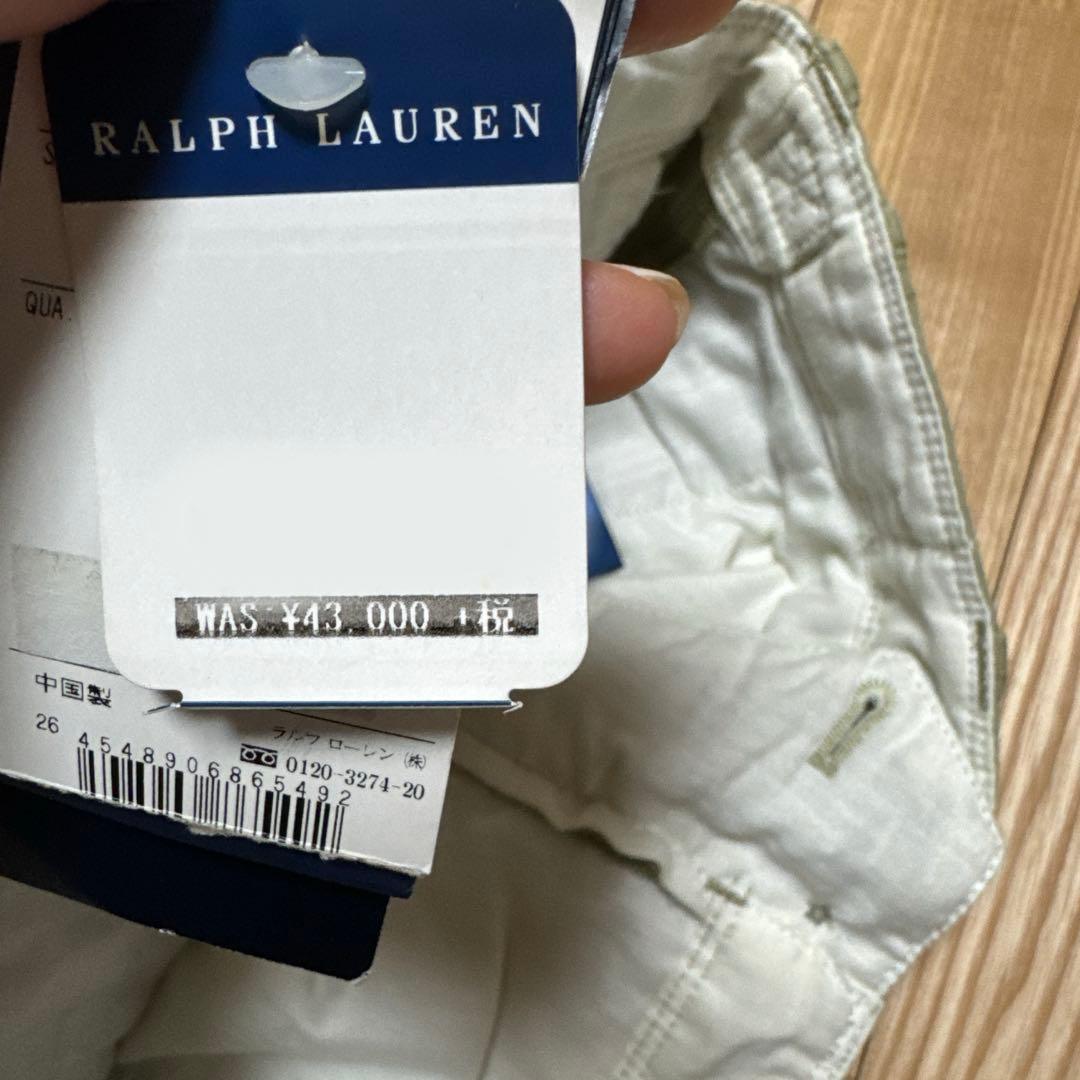 RALPH LAUREN
QUA.
WAS ¥43,000 +税
中国製
26
ラルフ ローレン (株)
0120-3274-20
4548906865492